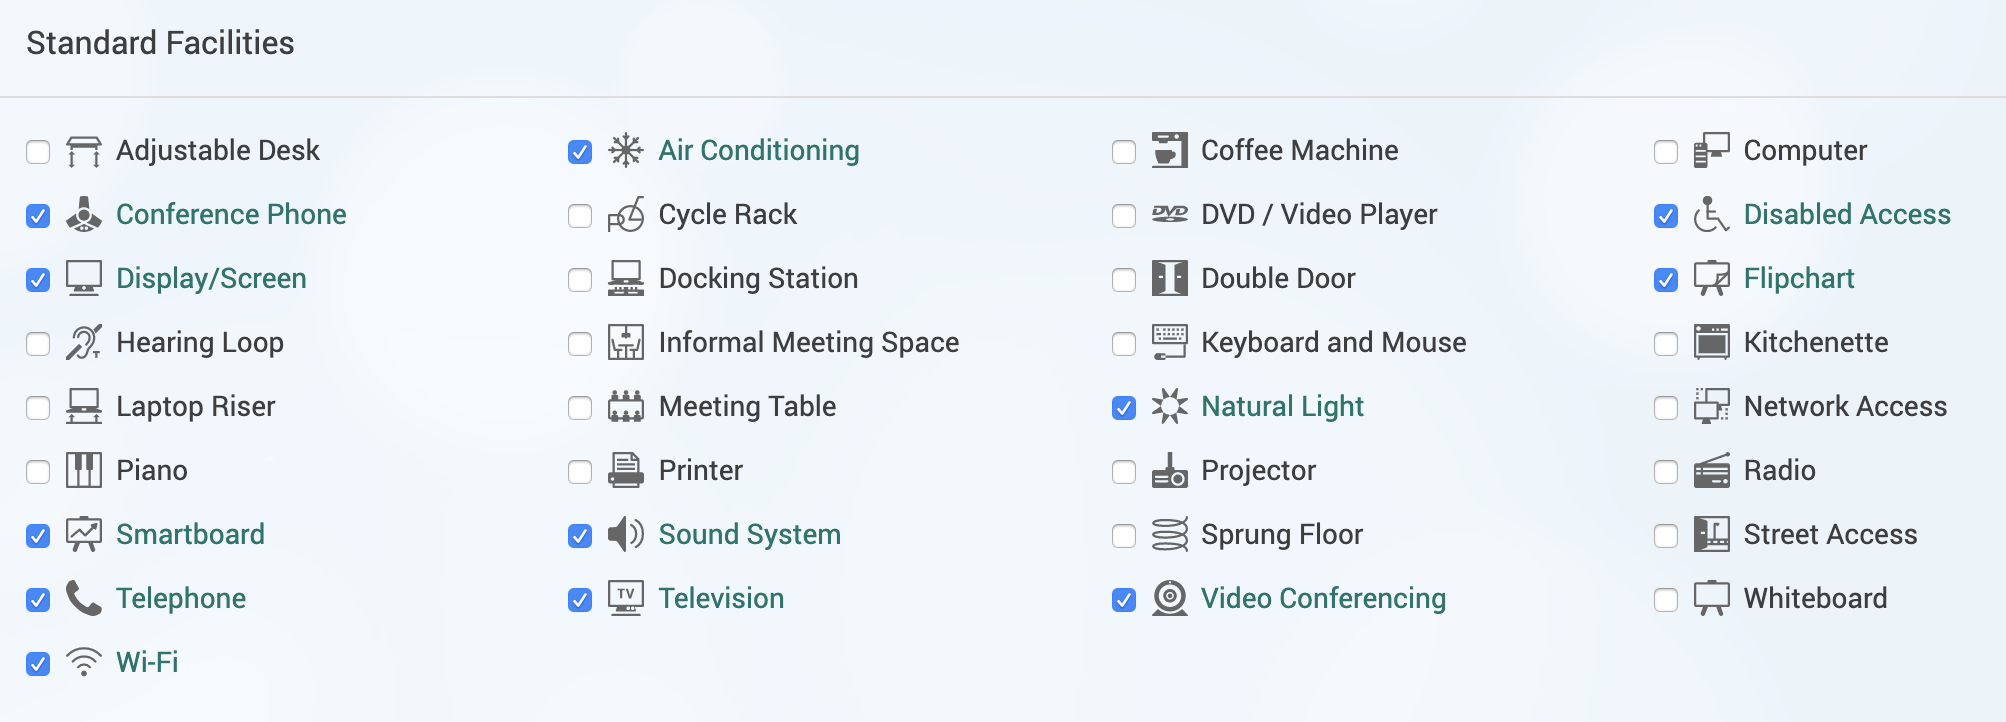 Standard Facilities
Adjustable Desk
Air Conditioning
Coffee Machine
Computer
Conference Phone
Cycle Rack
DVD DVD / Video Player
Disabled Access
Display/Screen
Docking Station
Double Door
Flipchart
Hearing Loop
Informal Meeting Space
Keyboard and Mouse
Kitchenette
Laptop Riser
Meeting Table
Natural Light
Network Access
Piano
Printer
Projector
Radio
Smartboard
Sound System
Sprung Floor
Street Access
Telephone
TV Television
Video Conferencing
Whiteboard
Wi-Fi